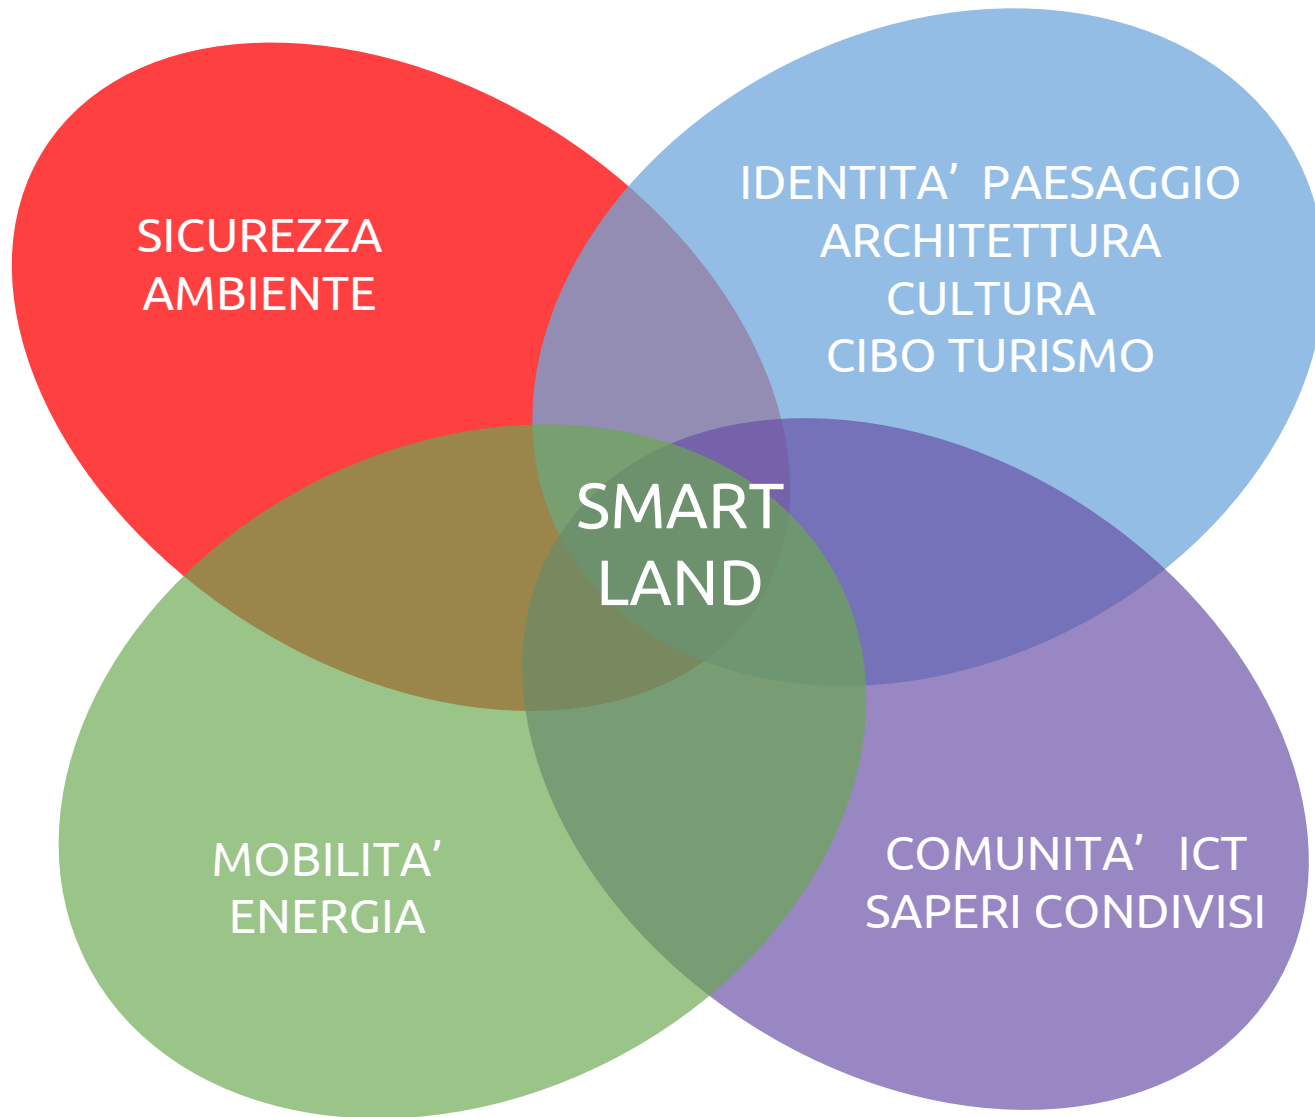 SICUREZZA
AMBIENTE
IDENTITA’ PAESAGGIO
ARCHITETTURA
CULTURA
CIBO TURISMO
SMART
LAND
MOBILITA’
ENERGIA
COMUNITA’ ICT
SAPERI CONDIVISI